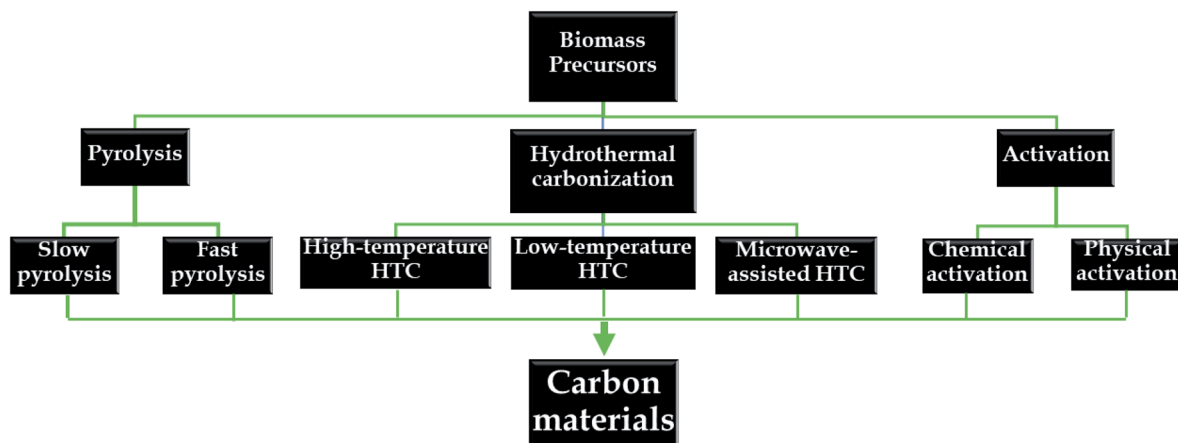 Biomass
Precursors
Pyrolysis
Hydrothermal
carbonization
Activation
Slow
pyrolysis
Fast
pyrolysis
High-temperature
HTC
Low-temperature
HTC
Microwave-
assisted HTC
Chemical
activation
Physical
activation
Carbon
materials